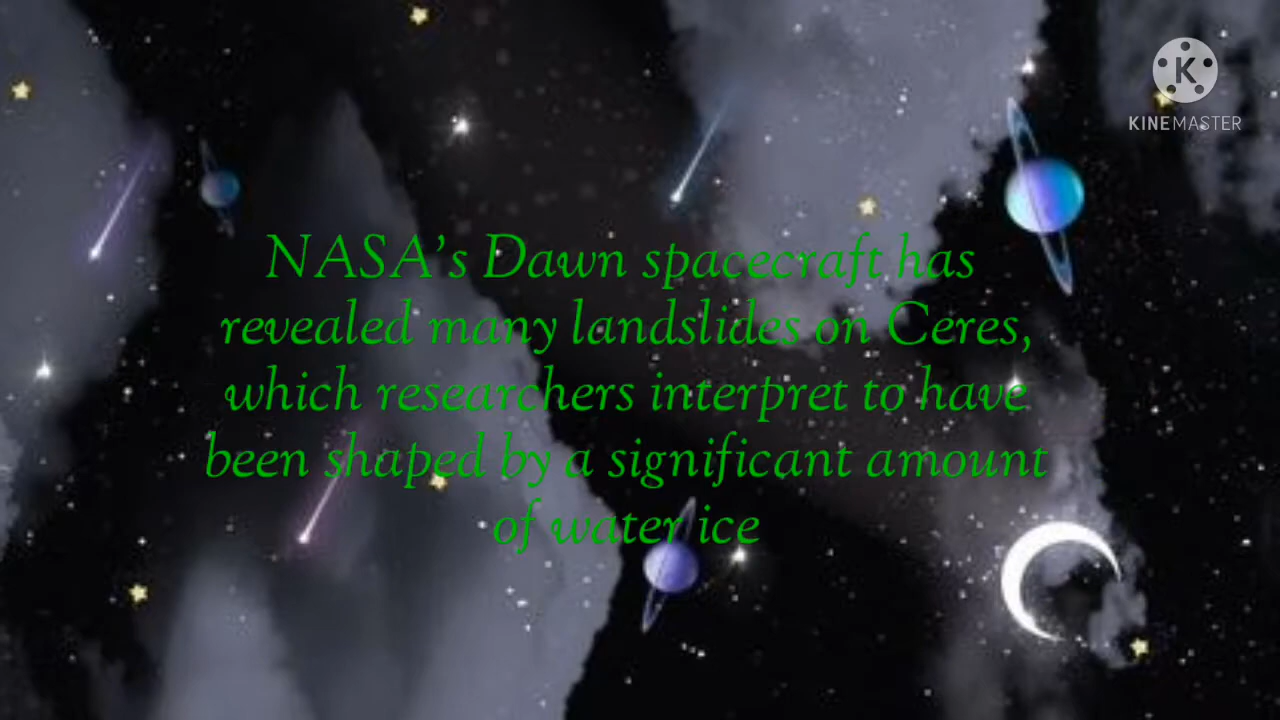 KINEMASTER
NASA’s Dawn spacecraft has
revealed many landslides on Ceres,
which researchers interpret to have
been shaped by a significant amount
of water ice